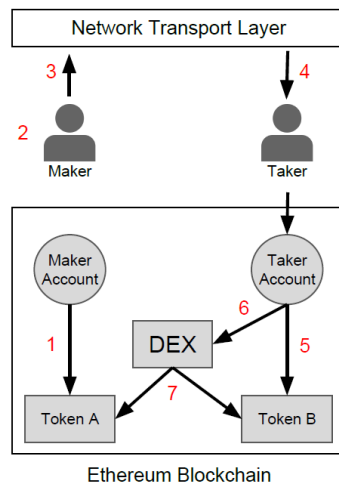 Network Transport Layer
3
4
2
Maker
Taker
Maker
Account
Taker
Account
6
1
DEX
5
7
Token A
Token B
Ethereum Blockchain